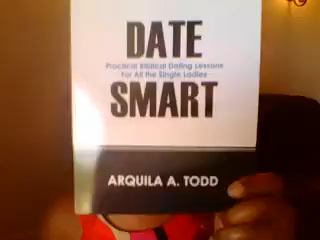 DATE
Practical Biblical Dating Lessons
For All the Single Ladies
SMART
ARQUILA A. TODD